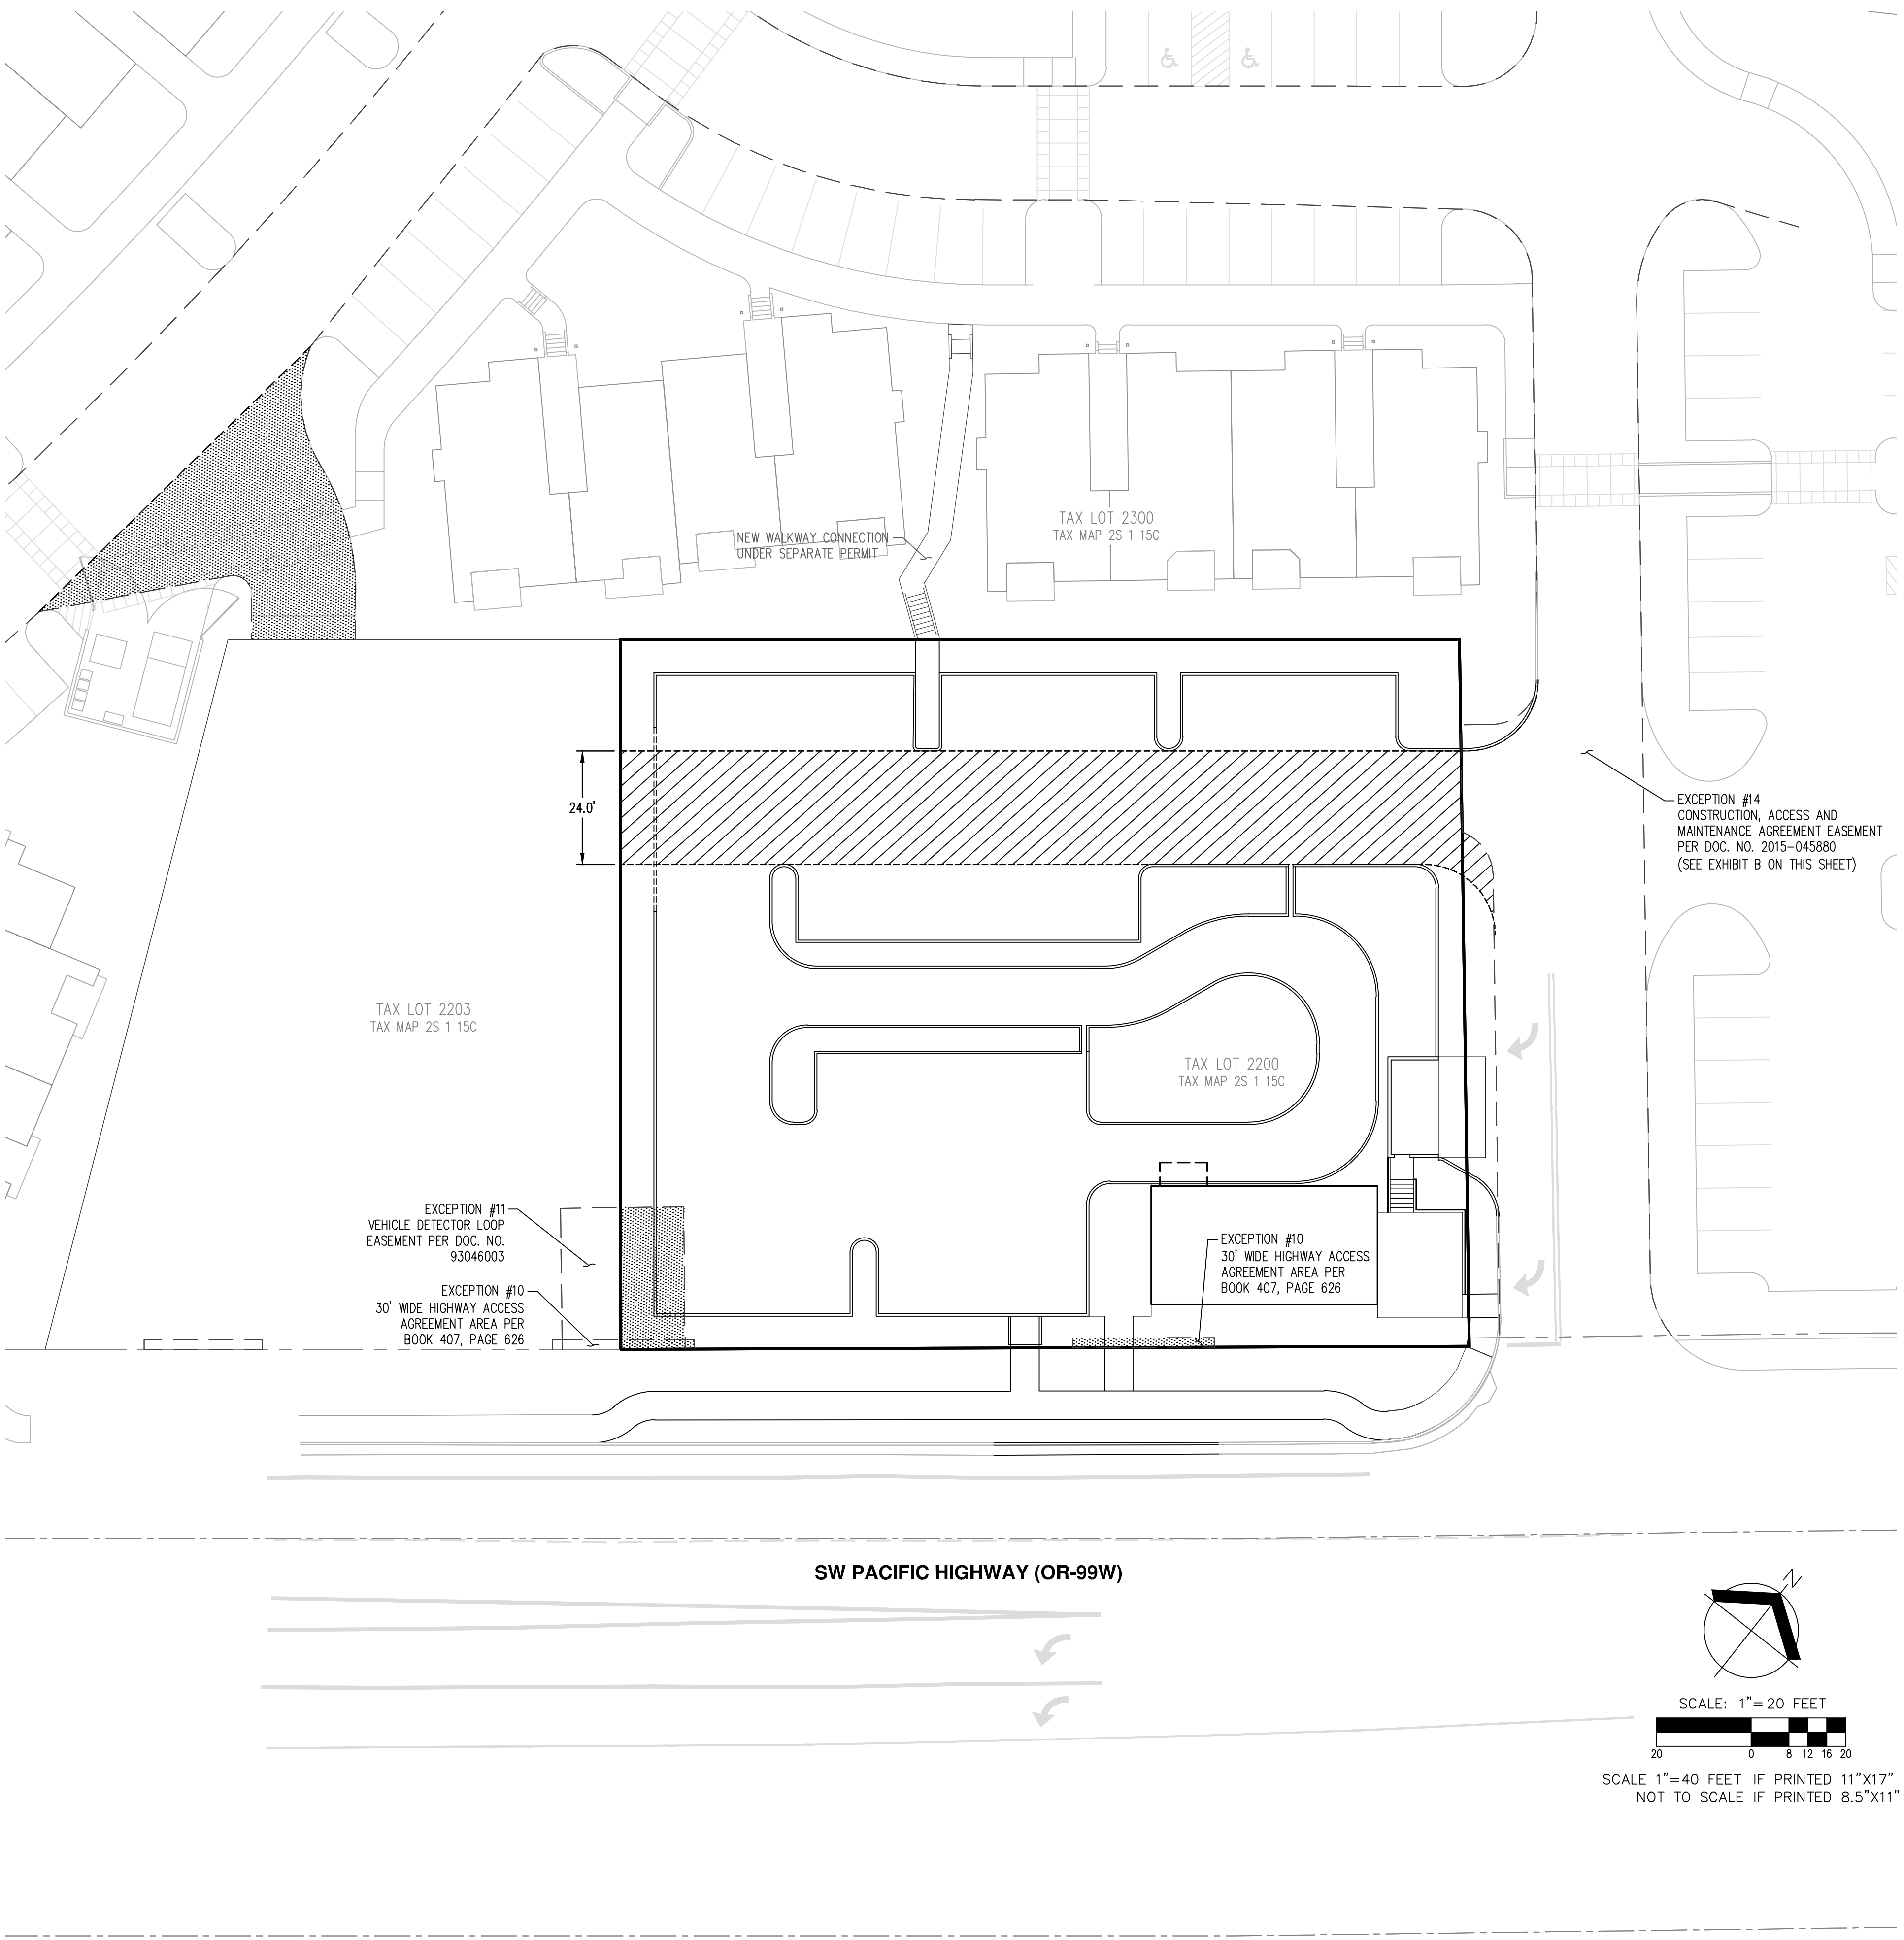 TAX LOT 2300
TAX MAP 2S 1 15C
NEW WALKWAY CONNECTION
UNDER SEPARATE PERMIT
24.0'
EXCEPTION #14
CONSTRUCTION, ACCESS AND
MAINTENANCE AGREEMENT EASEMENT
PER DOC. NO. 2015-045880
(SEE EXHIBIT B ON THIS SHEET)
TAX LOT 2203
TAX MAP 2S 1 15C
TAX LOT 2200
TAX MAP 2S 1 15C
EXCEPTION #11
VEHICLE DETECTOR LOOP
EASEMENT PER DOC. NO.
93046003
EXCEPTION #10
30' WIDE HIGHWAY ACCESS
AGREEMENT AREA PER
BOOK 407, PAGE 626
EXCEPTION #10
30' WIDE HIGHWAY ACCESS
AGREEMENT AREA PER
BOOK 407, PAGE 626
SW PACIFIC HIGHWAY (OR-99W)
N
SCALE: 1"= 20 FEET
20 0 8 12 16 20
SCALE 1"=40 FEET IF PRINTED 11"X17"
NOT TO SCALE IF PRINTED 8.5"X11"